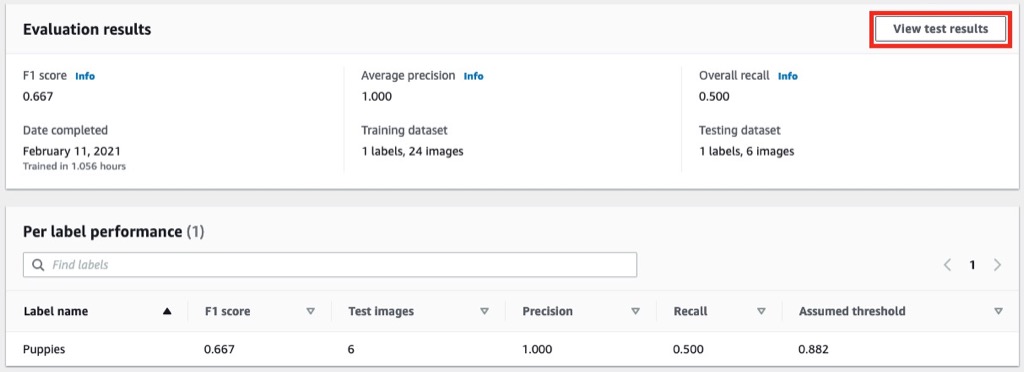 Evaluation results
View test results
F1 score Info
Average precision Info
Overall recall Info
0.667
1.000
0.500
Date completed
Training dataset
Testing dataset
February 11, 2021
1 labels, 24 images
1 labels, 6 images
Trained in 1.056 hours
Per label performance (1)
Find labels
1
Label name F1 score Test images Precision Recall Assumed threshold
Puppies 0.667 6 1.000 0.500 0.882